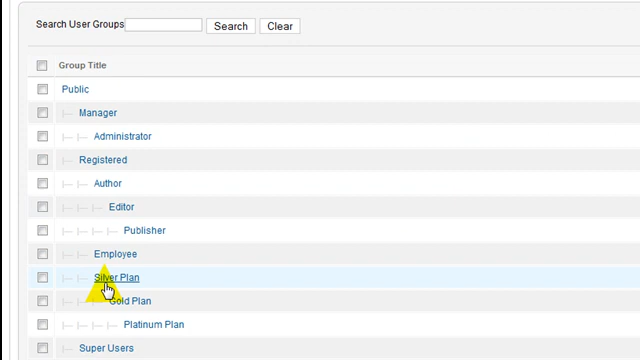 Search User Groups Search Clear
Group Title
Public
Manager
Administrator
Registered
Author
Editor
Publisher
Employee
Silver Plan
Gold Plan
Platinum Plan
Super Users